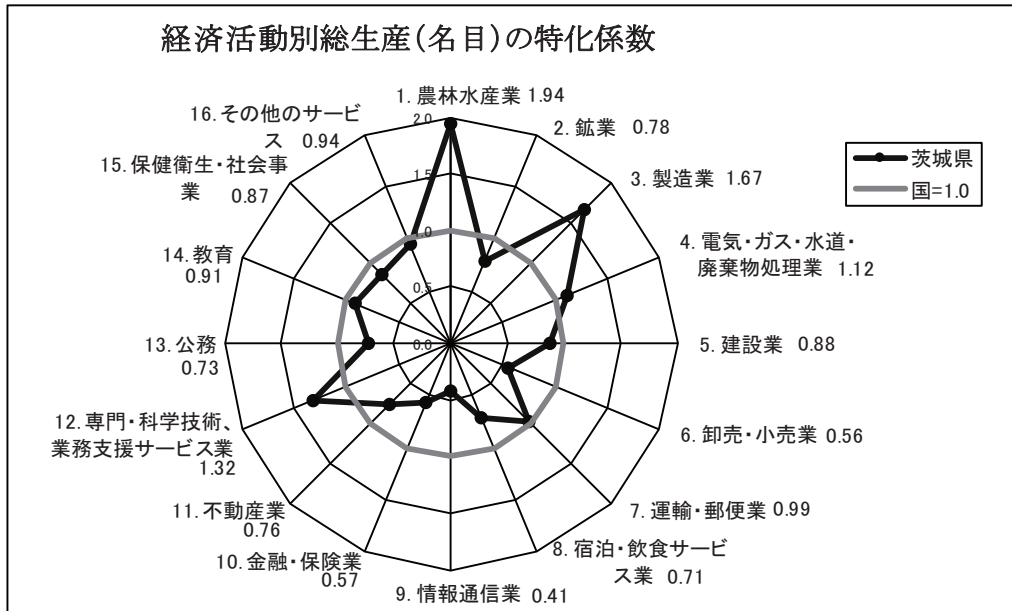 経済活動別総生産(名目)の特化係数
1. 農林水産業 1.94
2. 鉱業 0.78
3. 製造業 1.67
4. 電気・ガス・水道・
廃棄物処理業 1.12
5. 建設業 0.88
6. 卸売・小売業 0.56
7. 運輸・郵便業 0.99
8. 宿泊・飲食サービ
ス業 0.71
9. 情報通信業 0.41
10. 金融・保険業
0.57
11. 不動産業
0.76
12. 専門・科学技術、
業務支援サービス業
1.32
13. 公務
0.73
14. 教育
0.91
15. 保健衛生・社会事
業 0.87
16. その他のサービ
ス 0.94
2.0
1.5
1.0
0.5
0.0
茨城県
国=1.0